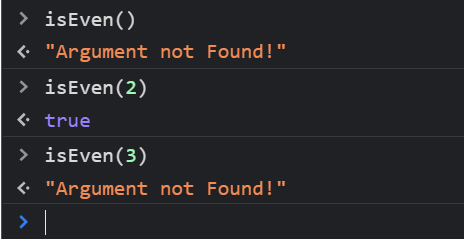 > isEven()
<· "Argument not Found!"
> isEven(2)
<· true
> isEven(3)
<· "Argument not Found!"
>